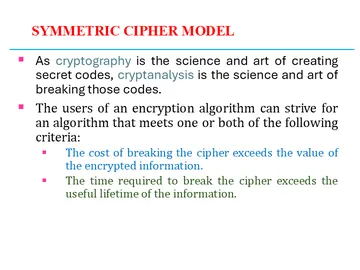 SYMMETRIC CIPHER MODEL
As cryptography is the science and art of creating
secret codes, cryptanalysis is the science and art of
breaking those codes.
The users of an encryption algorithm can strive for
an algorithm that meets one or both of the following
criteria:
The cost of breaking the cipher exceeds the value of
the encrypted information.
The time required to break the cipher exceeds the
useful lifetime of the information.